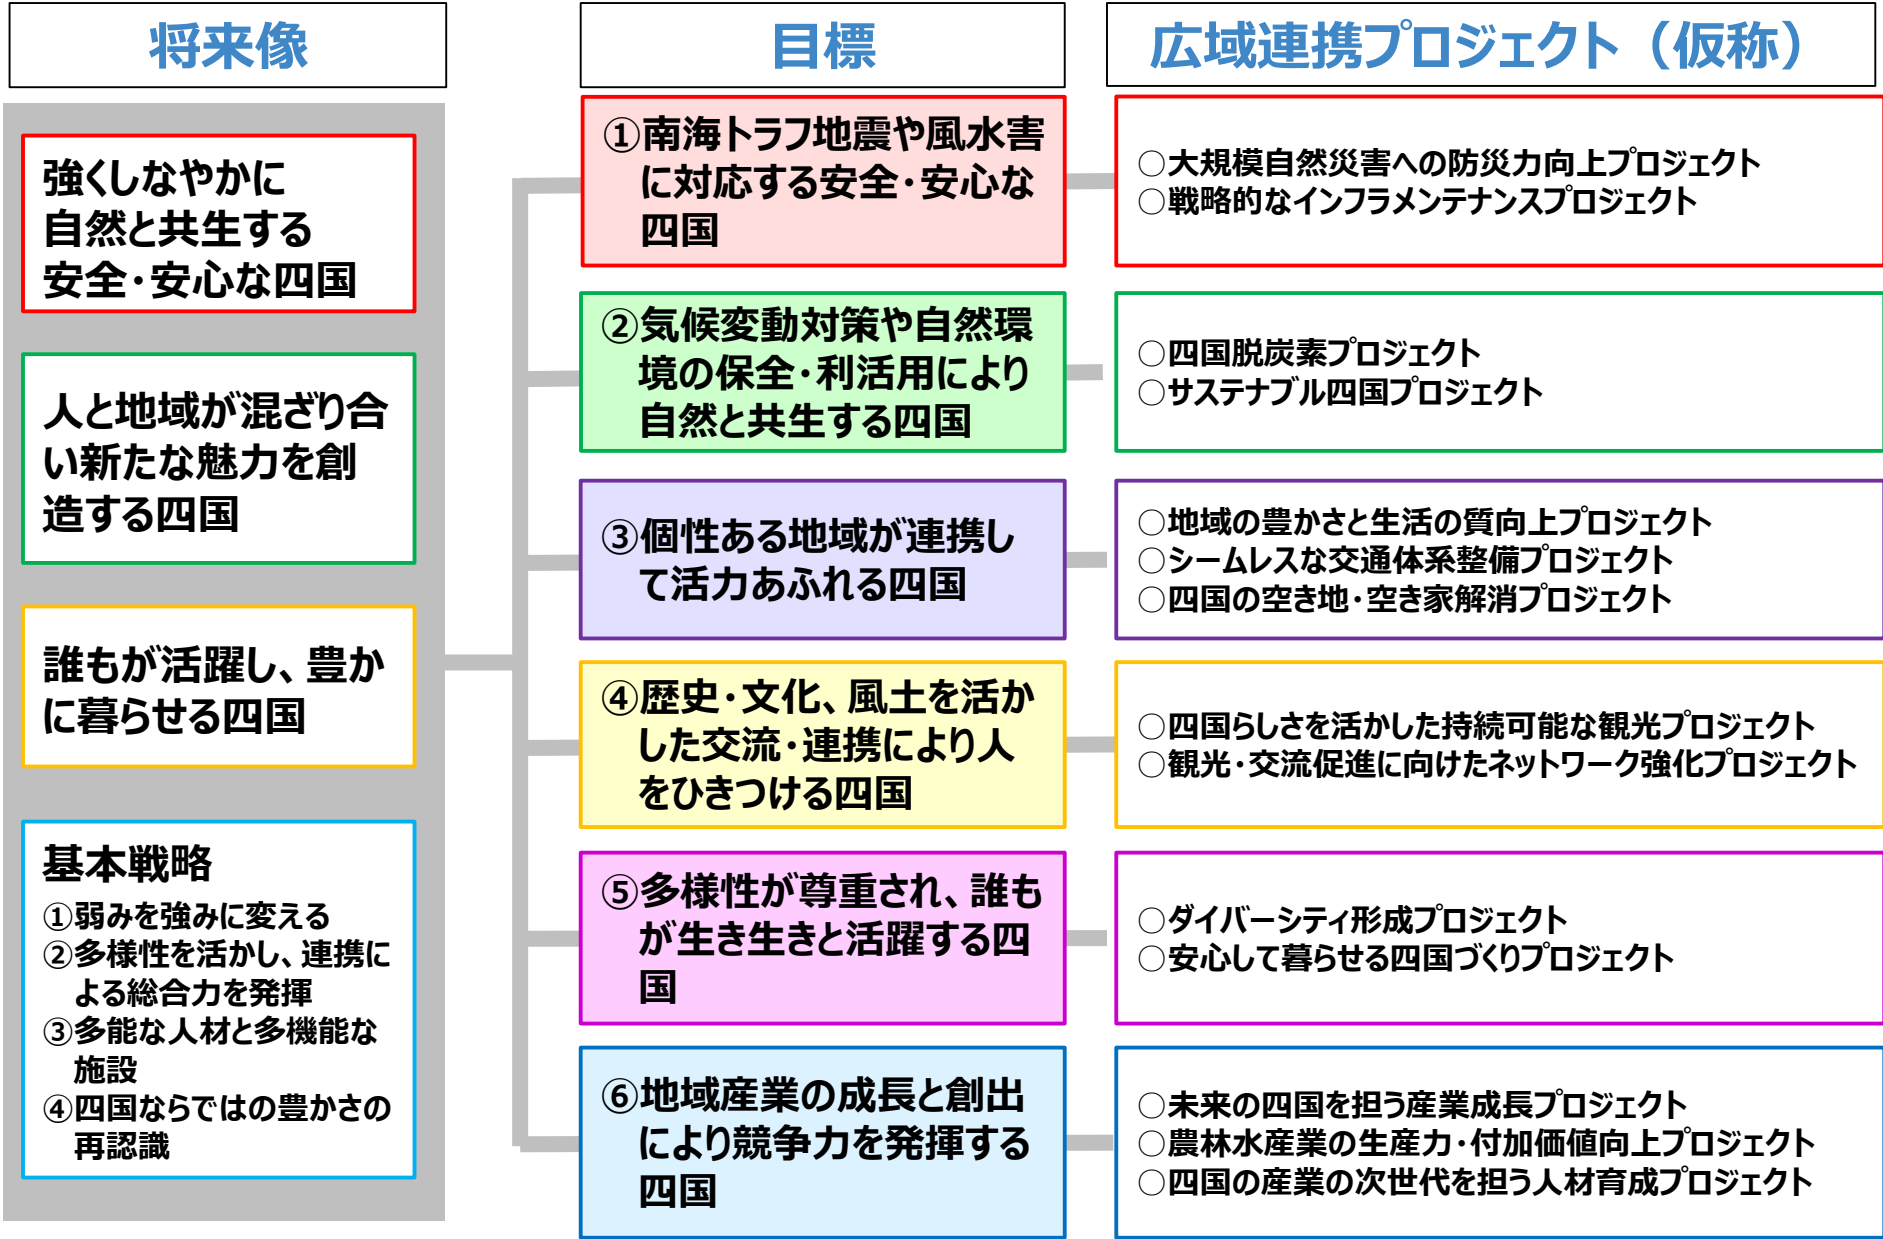 将来像
強くしなやかに
自然と共生する
安全・安心な四国
人と地域が混ざり合
い新たな魅力を創
造する四国
誰もが活躍し、豊か
に暮らせる四国
基本戦略
①弱みを強みに変える
②多様性を活かし、連携に
よる総合力を発揮
③多能な人材と多機能な
施設
④四国ならではの豊かさの
再認識
目標
①南海トラフ地震や風水害
に対応する安全・安心な
四国
②気候変動対策や自然環
境の保全・利活用により
自然と共生する四国
③個性ある地域が連携し
て活力あふれる四国
④歴史・文化、風土を活か
した交流・連携により人
をひきつける四国
⑤多様性が尊重され、誰も
が生き生きと活躍する四
国
⑥地域産業の成長と創出
により競争力を発揮する
四国
広域連携プロジェクト（仮称）
○大規模自然災害への防災力向上プロジェクト
○戦略的なインフラメンテナンスプロジェクト
○四国脱炭素プロジェクト
○サステナブル四国プロジェクト
○地域の豊かさと生活の質向上プロジェクト
○シームレスな交通体系整備プロジェクト
○四国の空き地・空き家解消プロジェクト
○四国らしさを活かした持続可能な観光プロジェクト
○観光・交流促進に向けたネットワーク強化プロジェクト
○ダイバーシティ形成プロジェクト
○安心して暮らせる四国づくりプロジェクト
○未来の四国を担う産業成長プロジェクト
○農林水産業の生産力・付加価値向上プロジェクト
○四国の産業の次世代を担う人材育成プロジェクト